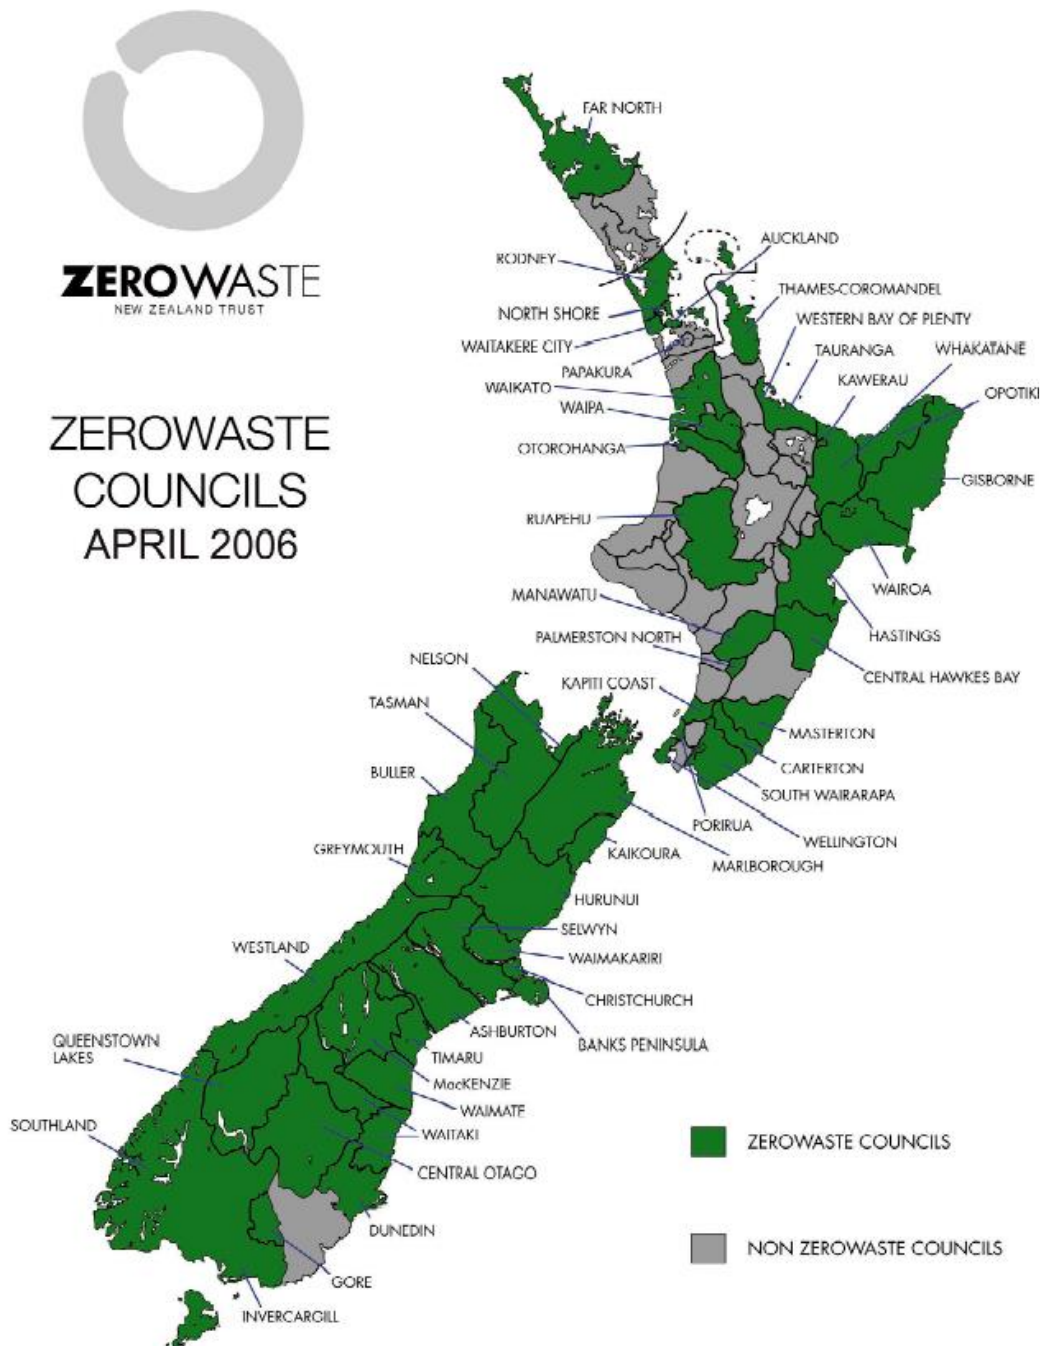 ZEROWASTE
NEW ZEALAND TRUST
ZEROWASTE
COUNCILS
APRIL 2006
FAR NORTH
AUCKLAND
RODNEY
THAMES-COROMANDEL
NORTH SHORE
WESTERN BAY OF PLENTY
WAITAKERE CITY
TAURANGA
WHAKATANE
PAPAKURA
KAWERAU
WAIKATO
OPOTIKI
WAIPA
OTOROHANGA
GISBORNE
RUAPEHU
WAIROA
MANAWATU
HASTINGS
PALMERSTON NORTH
NELSON
CENTRAL HAWKES BAY
KAPITI COAST
TASMAN
MASTERTON
CARTERTON
BULLER
SOUTH WAIRARAPA
PORIRUA
WELLINGTON
GREYMOUTH
KAIKOURA
MARLBOROUGH
HURUNUI
SELWYN
WESTLAND
WAIMAKARIRI
CHRISTCHURCH
ASHBURTON
QUEENSTOWN
LAKES
BANKS PENINSULA
TIMARU
MacKENZIE
WAIMATE
SOUTHLAND
WAITAKI
ZEROWASTE COUNCILS
CENTRAL OTAGO
DUNEDIN
NON ZEROWASTE COUNCILS
GORE
INVERCARGILL